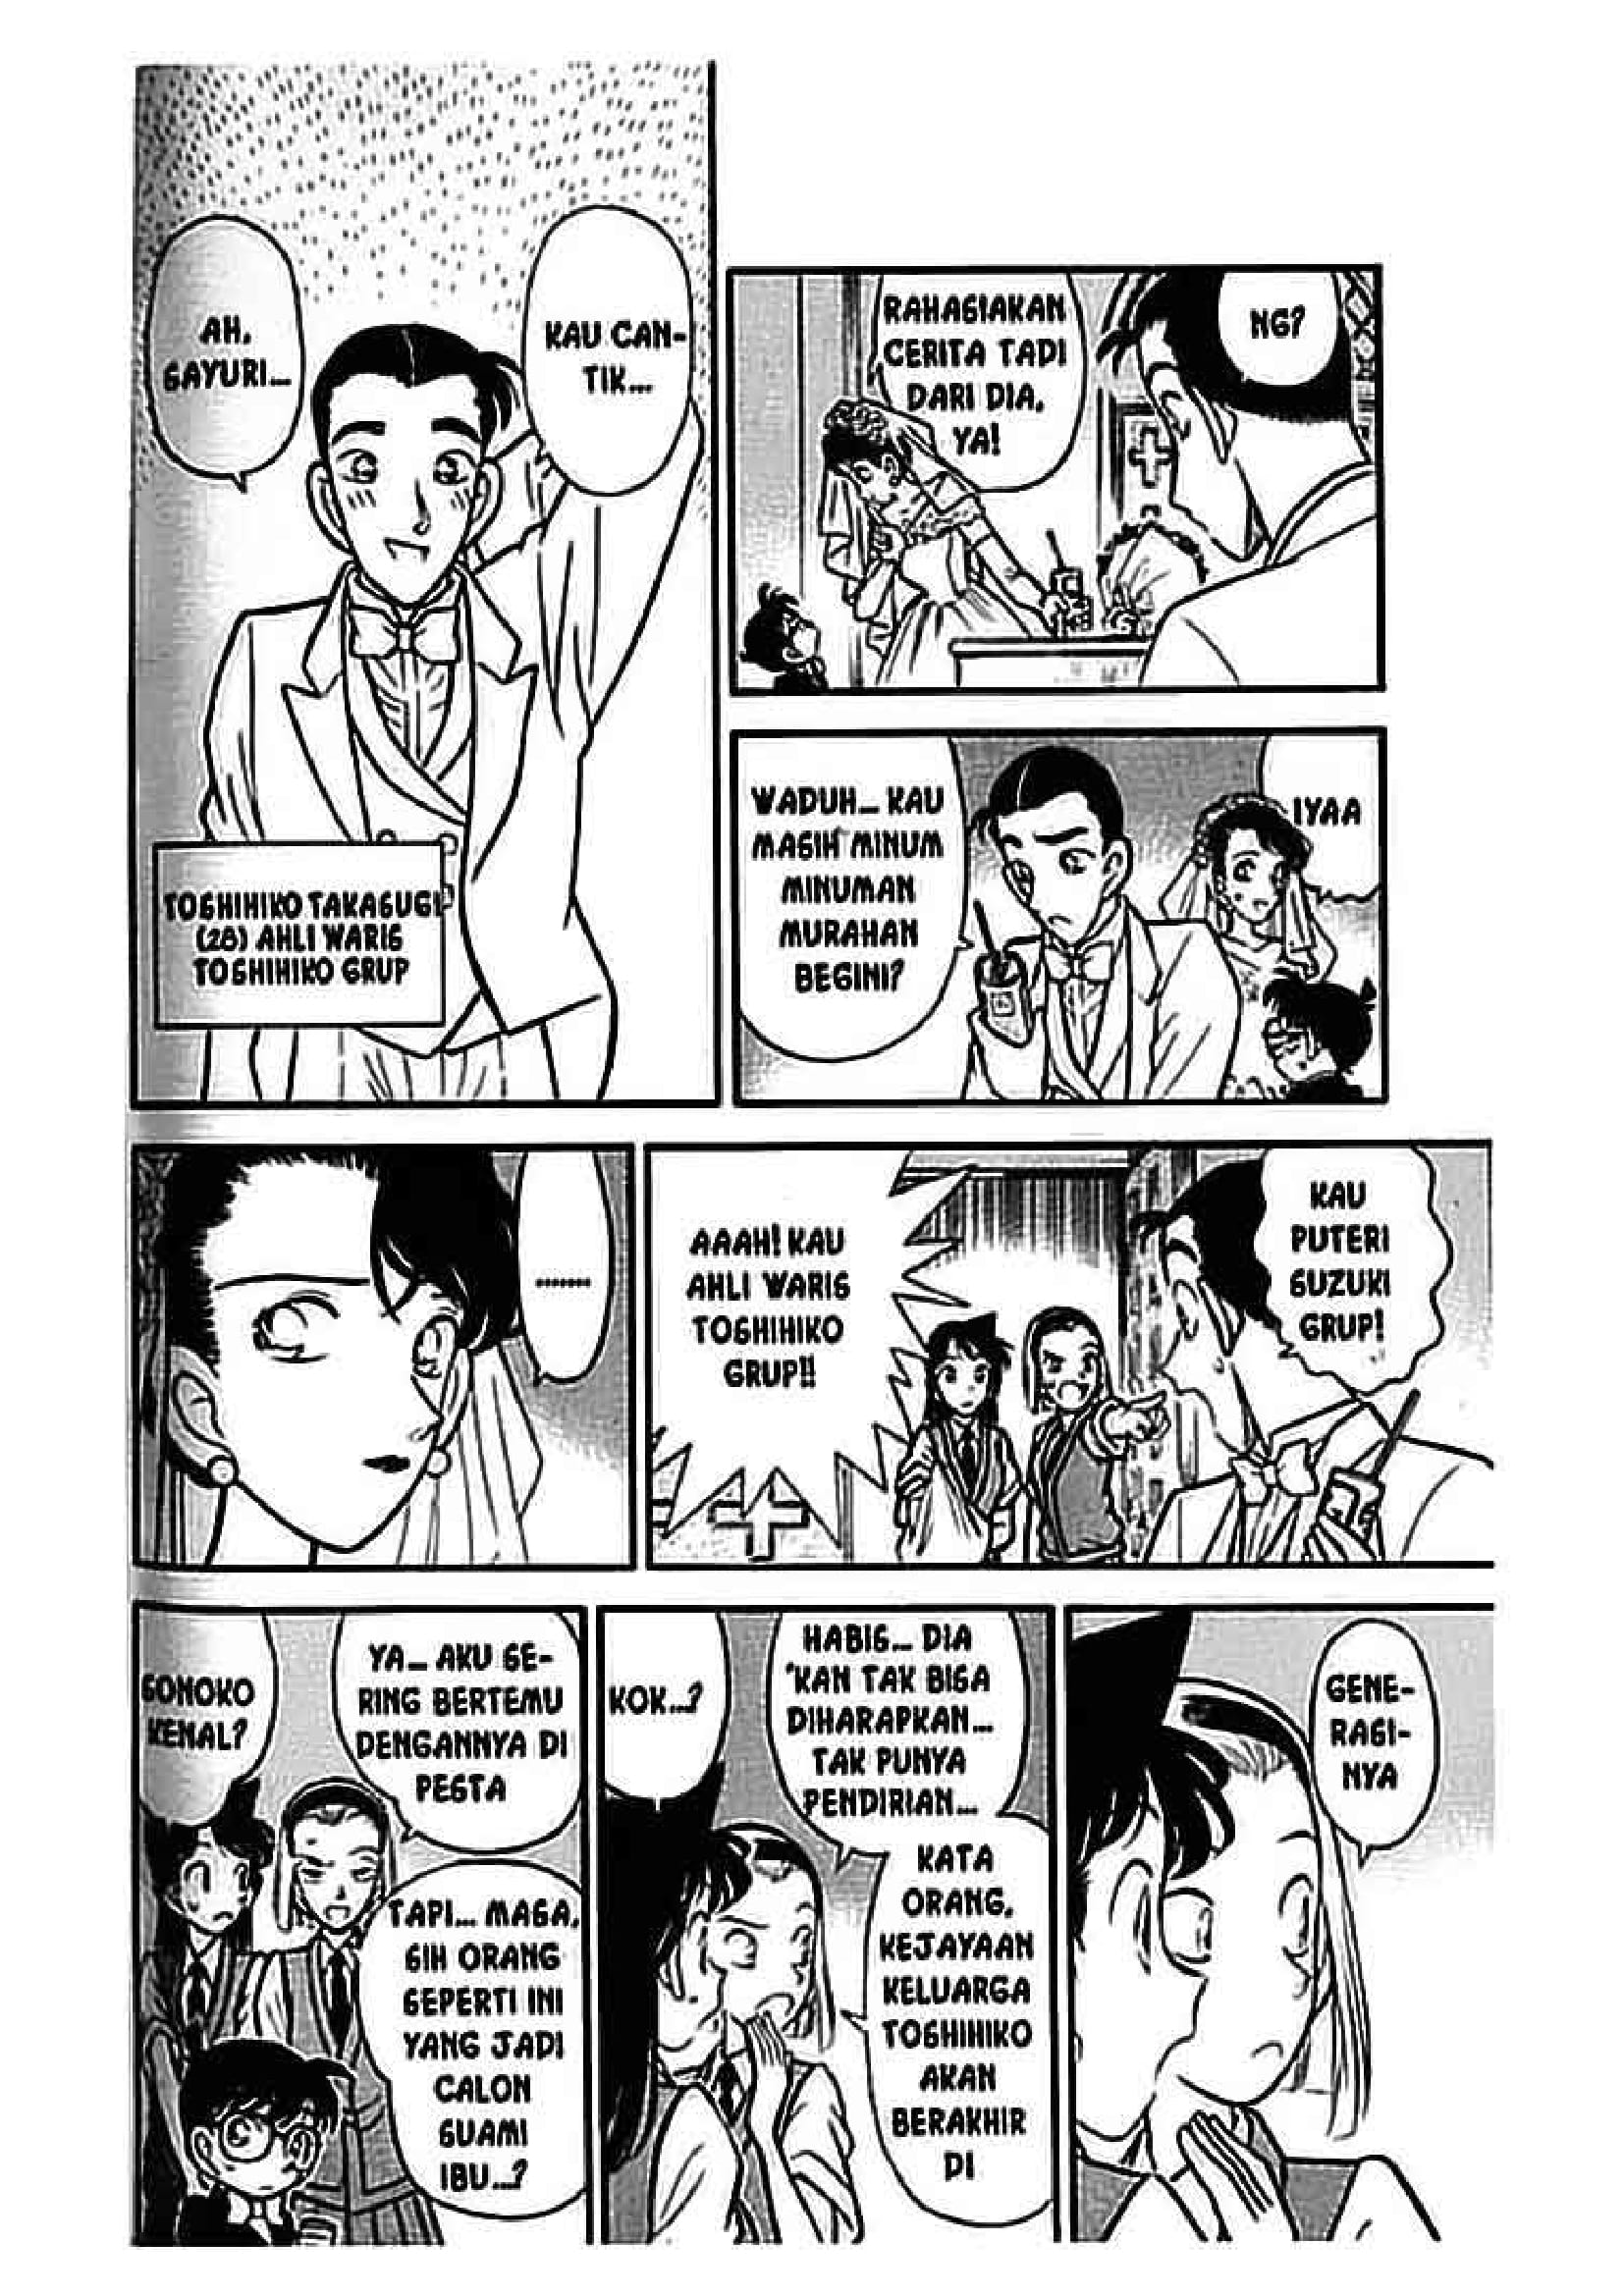 AH,
SAYURI...
KAU CAN-
TIK...
TOSHIHIKO TAKASUGI
(28) AHLI WARIS
TOSHIHIKO GRUP
RAHASIAKAN
CERITA TADI
DARI DIA,
YA!
NG?
WADUH... KAU
MASIH MINUM
MINUMAN
MURAHAN
BEGINI?
IYAA
.......
AAAH! KAU
AHLI WARIS
TOSHIHIKO
GRUP!!
KAU
PUTERI
SUZUKI
GRUP!
SONOKO
KENAL?
YA... AKU SE-
RING BERTEMU
DENGANNYA DI
PESTA
TAPI... MASA,
SIH ORANG
SEPERTI INI
YANG JADI
CALON
SUAMI
IBU...?
KOK...?
HABIS... DIA
'KAN TAK BISA
DIHARAPKAN...
TAK PUNYA
PENDIRIAN...
KATA
ORANG,
KEJAYAAN
KELUARGA
TOSHIHIKO
AKAN
BERAKHIR
DI
GENE-
RASI-
NYA